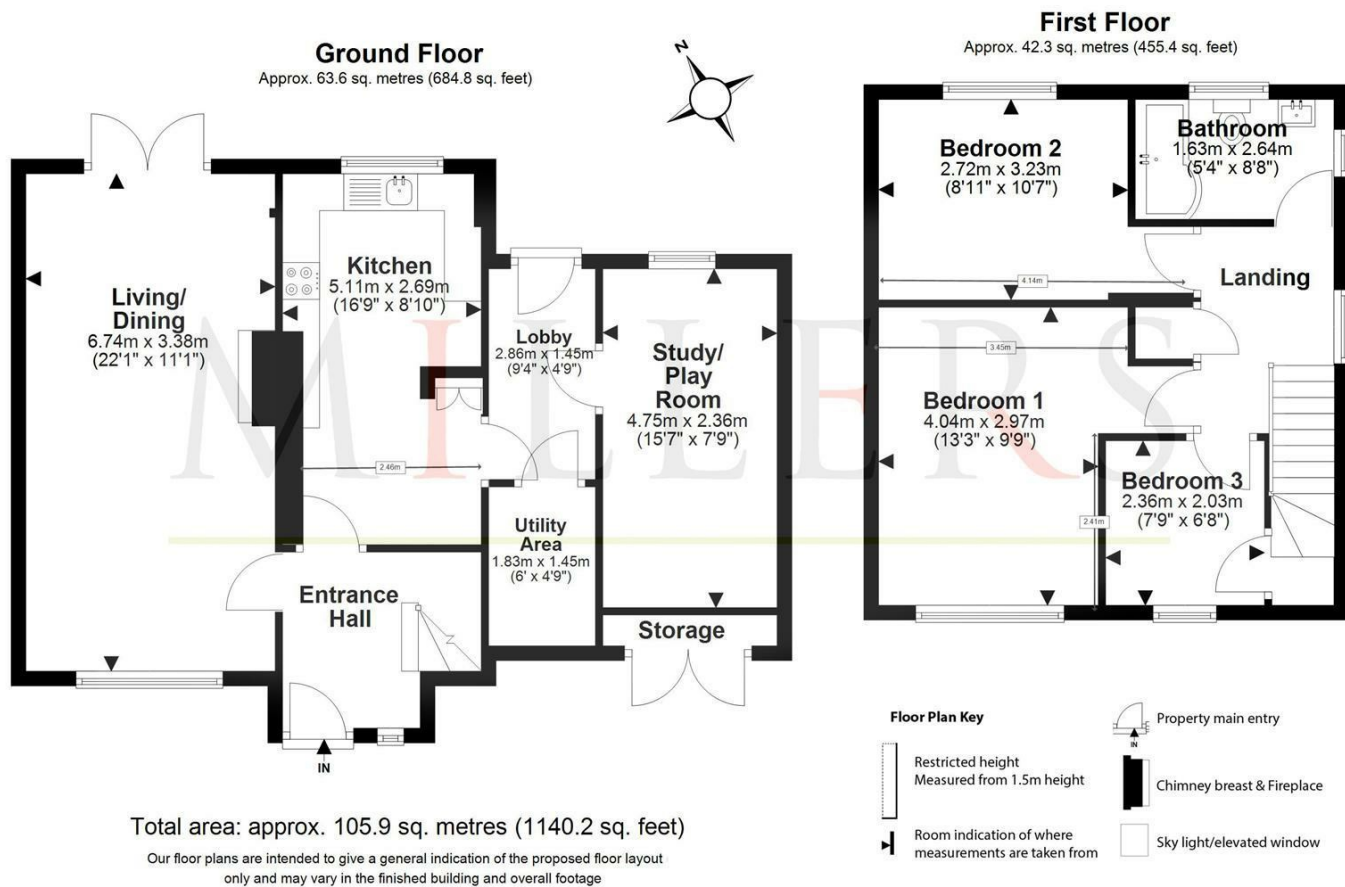 Ground Floor
Approx. 63.6 sq. metres (684.8 sq. feet)
N
First Floor
Approx. 42.3 sq. metres (455.4 sq. feet)
Living/
Dining
6.74m x 3.38m
(22'1" x 11'1")
Kitchen
5.11m x 2.69m
(16'9" x 8'10")
2.46m
Lobby
2.86m x 1.45m
(9'4" x 4'9")
Study/
Play
Room
4.75m x 2.36m
(15'7" x 7'9")
Utility
Area
1.83m x 1.45m
(6' x 4'9")
Entrance
Hall
Storage
IN
Bedroom 2
2.72m x 3.23m
(8'11" x 10'7")
4.14m
Bathroom
1.63m x 2.64m
(5'4" x 8'8")
Landing
3.45m
Bedroom 1
4.04m x 2.97m
(13'3" x 9'9")
2.41m
Bedroom 3
2.36m x 2.03m
(7'9" x 6'8")
MILLERS
Total area: approx. 105.9 sq. metres (1140.2 sq. feet)
Our floor plans are intended to give a general indication of the proposed floor layout
only and may vary in the finished building and overall footage
Floor Plan Key
Restricted height
Measured from 1.5m height
Room indication of where
measurements are taken from
IN
Property main entry
Chimney breast & Fireplace
Sky light/elevated window